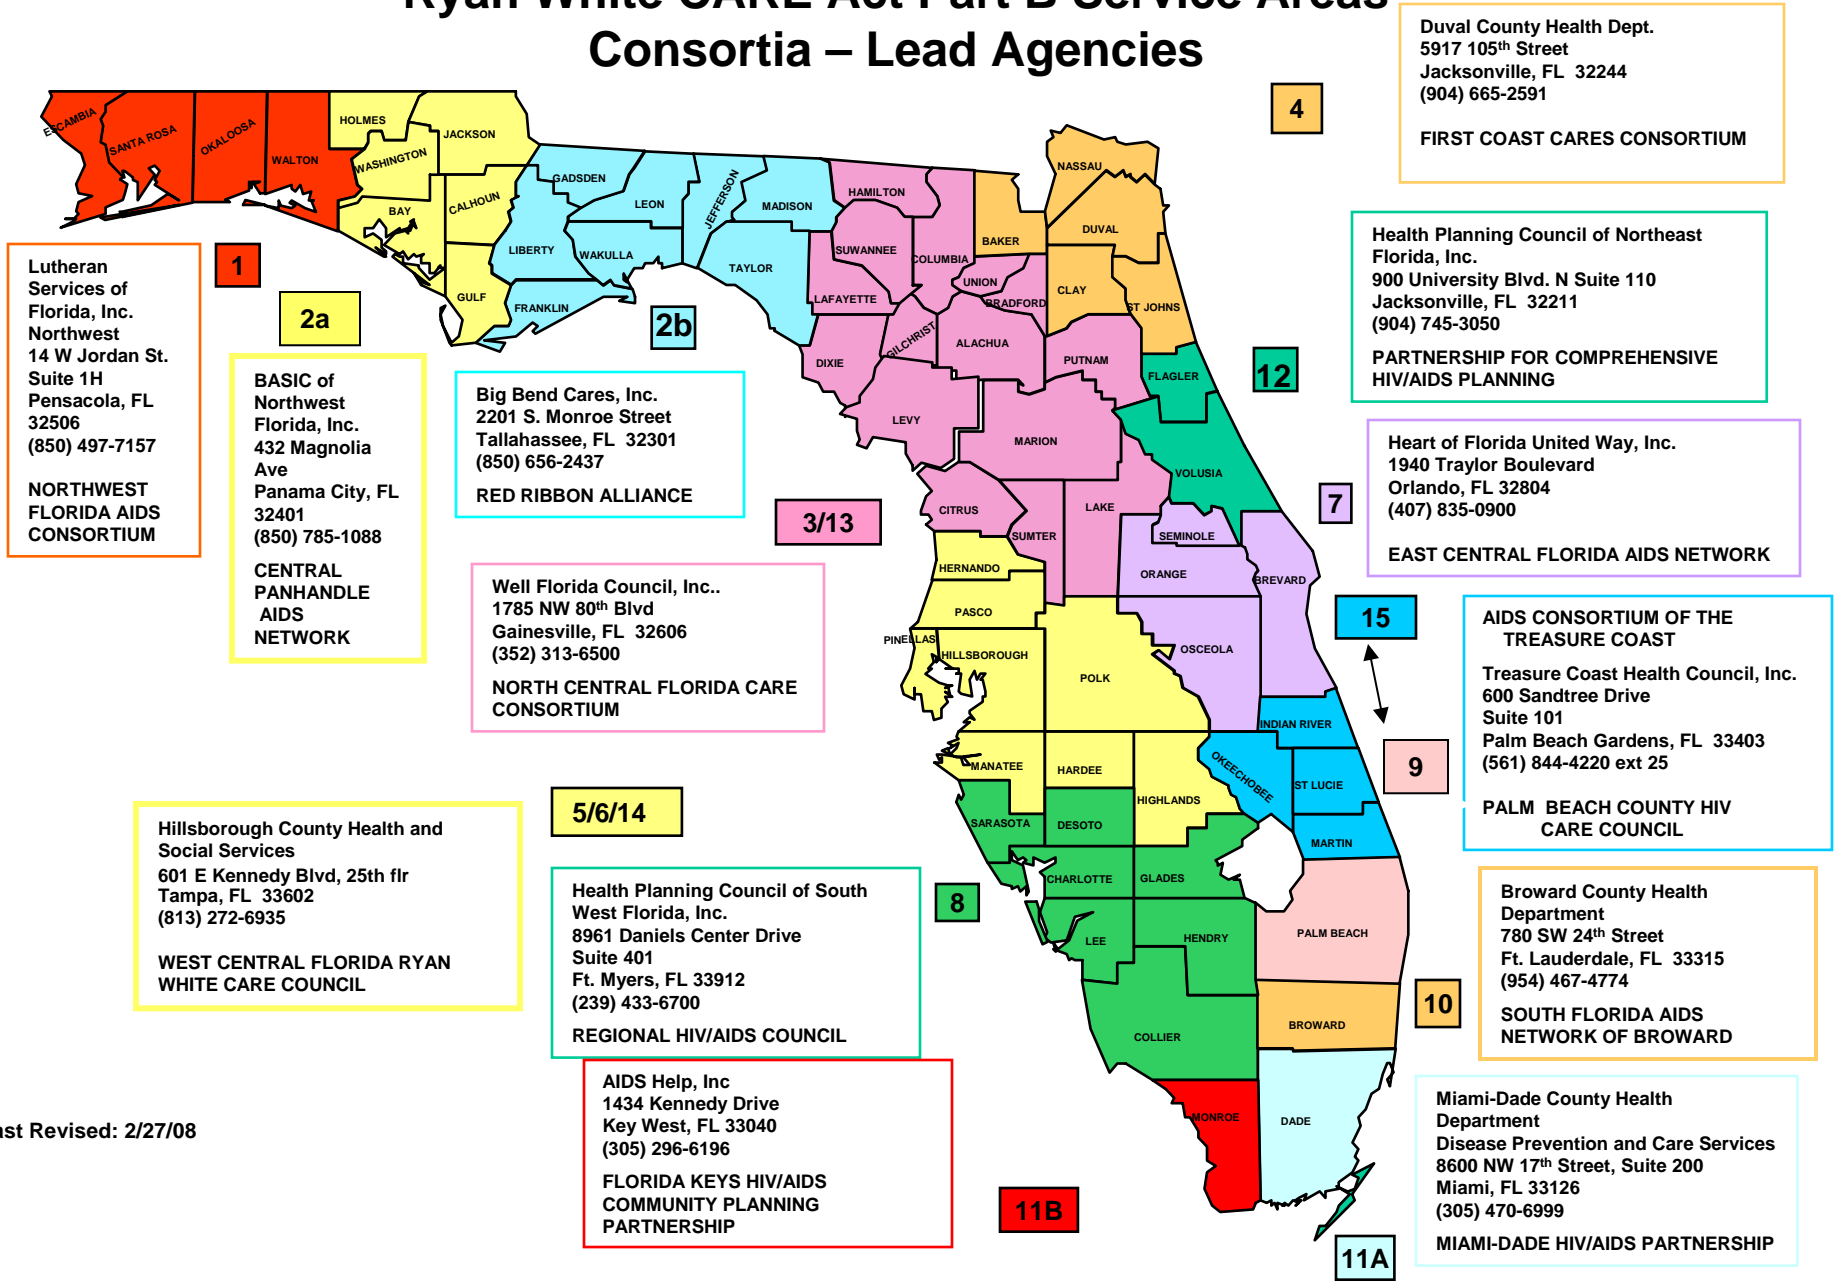 Ryan White CARE Act Part B Service Areas
Consortia – Lead Agencies
Duval County Health Dept.
5917 105th Street
Jacksonville, FL 32244
(904) 665-2591
FIRST COAST CARES CONSORTIUM
4
ESCAMBIA
SANTA ROSA
OKALOOSA
WALTON
HOLMES
WASHINGTON
JACKSON
BAY
CALHOUN
GULF
GADSDEN
LIBERTY
LEON
WAKULLA
FRANKLIN
JEFFERSON
MADISON
TAYLOR
HAMILTON
SUWANNEE
COLUMBIA
LAFAYETTE
UNION
BRADFORD
DIXIE
GILCHRIST
ALACHUA
PUTNAM
LEVY
MARION
CITRUS
SUMTER
LAKE
NASSAU
BAKER
DUVAL
CLAY
ST JOHNS
FLAGLER
VOLUSIA
SEMINOLE
ORANGE
BREVARD
OSCEOLA
HERNANDO
PASCO
PINELLAS
HILLSBOROUGH
POLK
MANATEE
HARDEE
HIGHLANDS
INDIAN RIVER
OKEECHOBEE
ST LUCIE
MARTIN
SARASOTA
DESOTO
CHARLOTTE
GLADES
LEE
HENDRY
COLLIER
PALM BEACH
BROWARD
MONROE
DADE
1
Lutheran
Services of
Florida, Inc.
Northwest
14 W Jordan St.
Suite 1H
Pensacola, FL
32506
(850) 497-7157
NORTHWEST
FLORIDA AIDS
CONSORTIUM
2a
BASIC of
Northwest
Florida, Inc.
432 Magnolia
Ave
Panama City, FL
32401
(850) 785-1088
CENTRAL
PANHANDLE
AIDS
NETWORK
2b
Big Bend Cares, Inc.
2201 S. Monroe Street
Tallahassee, FL 32301
(850) 656-2437
RED RIBBON ALLIANCE
3/13
Well Florida Council, Inc..
1785 NW 80th Blvd
Gainesville, FL 32606
(352) 313-6500
NORTH CENTRAL FLORIDA CARE
CONSORTIUM
12
Health Planning Council of Northeast
Florida, Inc.
900 University Blvd. N Suite 110
Jacksonville, FL 32211
(904) 745-3050
PARTNERSHIP FOR COMPREHENSIVE
HIV/AIDS PLANNING
7
Heart of Florida United Way, Inc.
1940 Traylor Boulevard
Orlando, FL 32804
(407) 835-0900
EAST CENTRAL FLORIDA AIDS NETWORK
15
9
AIDS CONSORTIUM OF THE
TREASURE COAST
Treasure Coast Health Council, Inc.
600 Sandtree Drive
Suite 101
Palm Beach Gardens, FL 33403
(561) 844-4220 ext 25
PALM BEACH COUNTY HIV
CARE COUNCIL
5/6/14
Hillsborough County Health and
Social Services
601 E Kennedy Blvd, 25th flr
Tampa, FL 33602
(813) 272-6935
WEST CENTRAL FLORIDA RYAN
WHITE CARE COUNCIL
8
Health Planning Council of South
West Florida, Inc.
8961 Daniels Center Drive
Suite 401
Ft. Myers, FL 33912
(239) 433-6700
REGIONAL HIV/AIDS COUNCIL
10
Broward County Health
Department
780 SW 24th Street
Ft. Lauderdale, FL 33315
(954) 467-4774
SOUTH FLORIDA AIDS
NETWORK OF BROWARD
11B
AIDS Help, Inc
1434 Kennedy Drive
Key West, FL 33040
(305) 296-6196
FLORIDA KEYS HIV/AIDS
COMMUNITY PLANNING
PARTNERSHIP
11A
Miami-Dade County Health
Department
Disease Prevention and Care Services
8600 NW 17th Street, Suite 200
Miami, FL 33126
(305) 470-6999
MIAMI-DADE HIV/AIDS PARTNERSHIP
ast Revised: 2/27/08